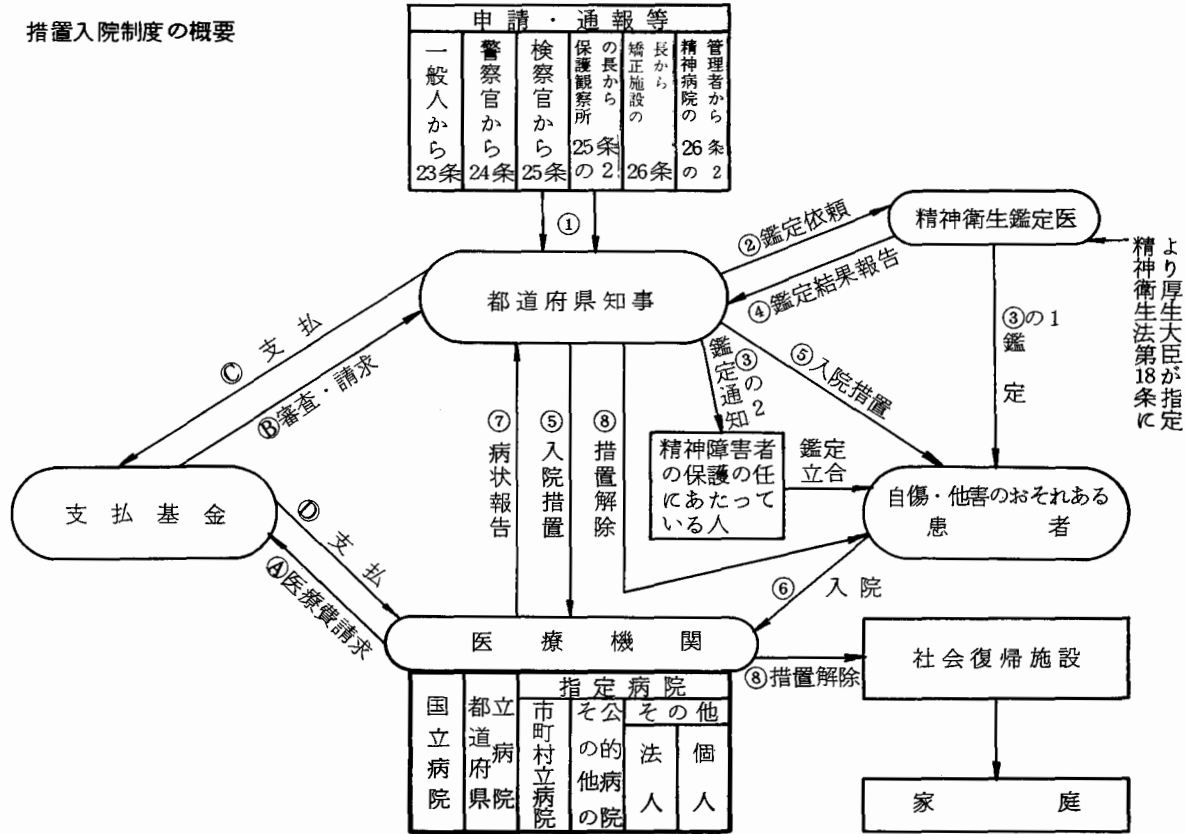 措置入院制度の概要
申請・通報等
一般人から 23条
警察官から 24条
検察官から 25条
保護観察所の長から 25条の2
矯正施設の長から 26条
精神病院の管理者から 26条の2
①
②鑑定依頼
精神衛生鑑定医
④鑑定結果報告
精神衛生法第18条により厚生大臣が指定
都道府県知事
③の1
鑑定
③の2
鑑定通知
⑤入院措置
Ⓒ支払
Ⓑ審査・請求
⑦病状報告
⑤入院措置
⑧措置解除
精神障害者
の保護の任
にあたって
いる人
鑑定
立合
自傷・他害のおそれある
患者
支払基金
Ⓓ支払
Ⓐ医療費請求
⑥入院
医療機関
⑧措置解除
社会復帰施設
家庭
国立病院
都道府県立病院
指定病院
市町村立病院
その他の公的病院
その他
法人
個人